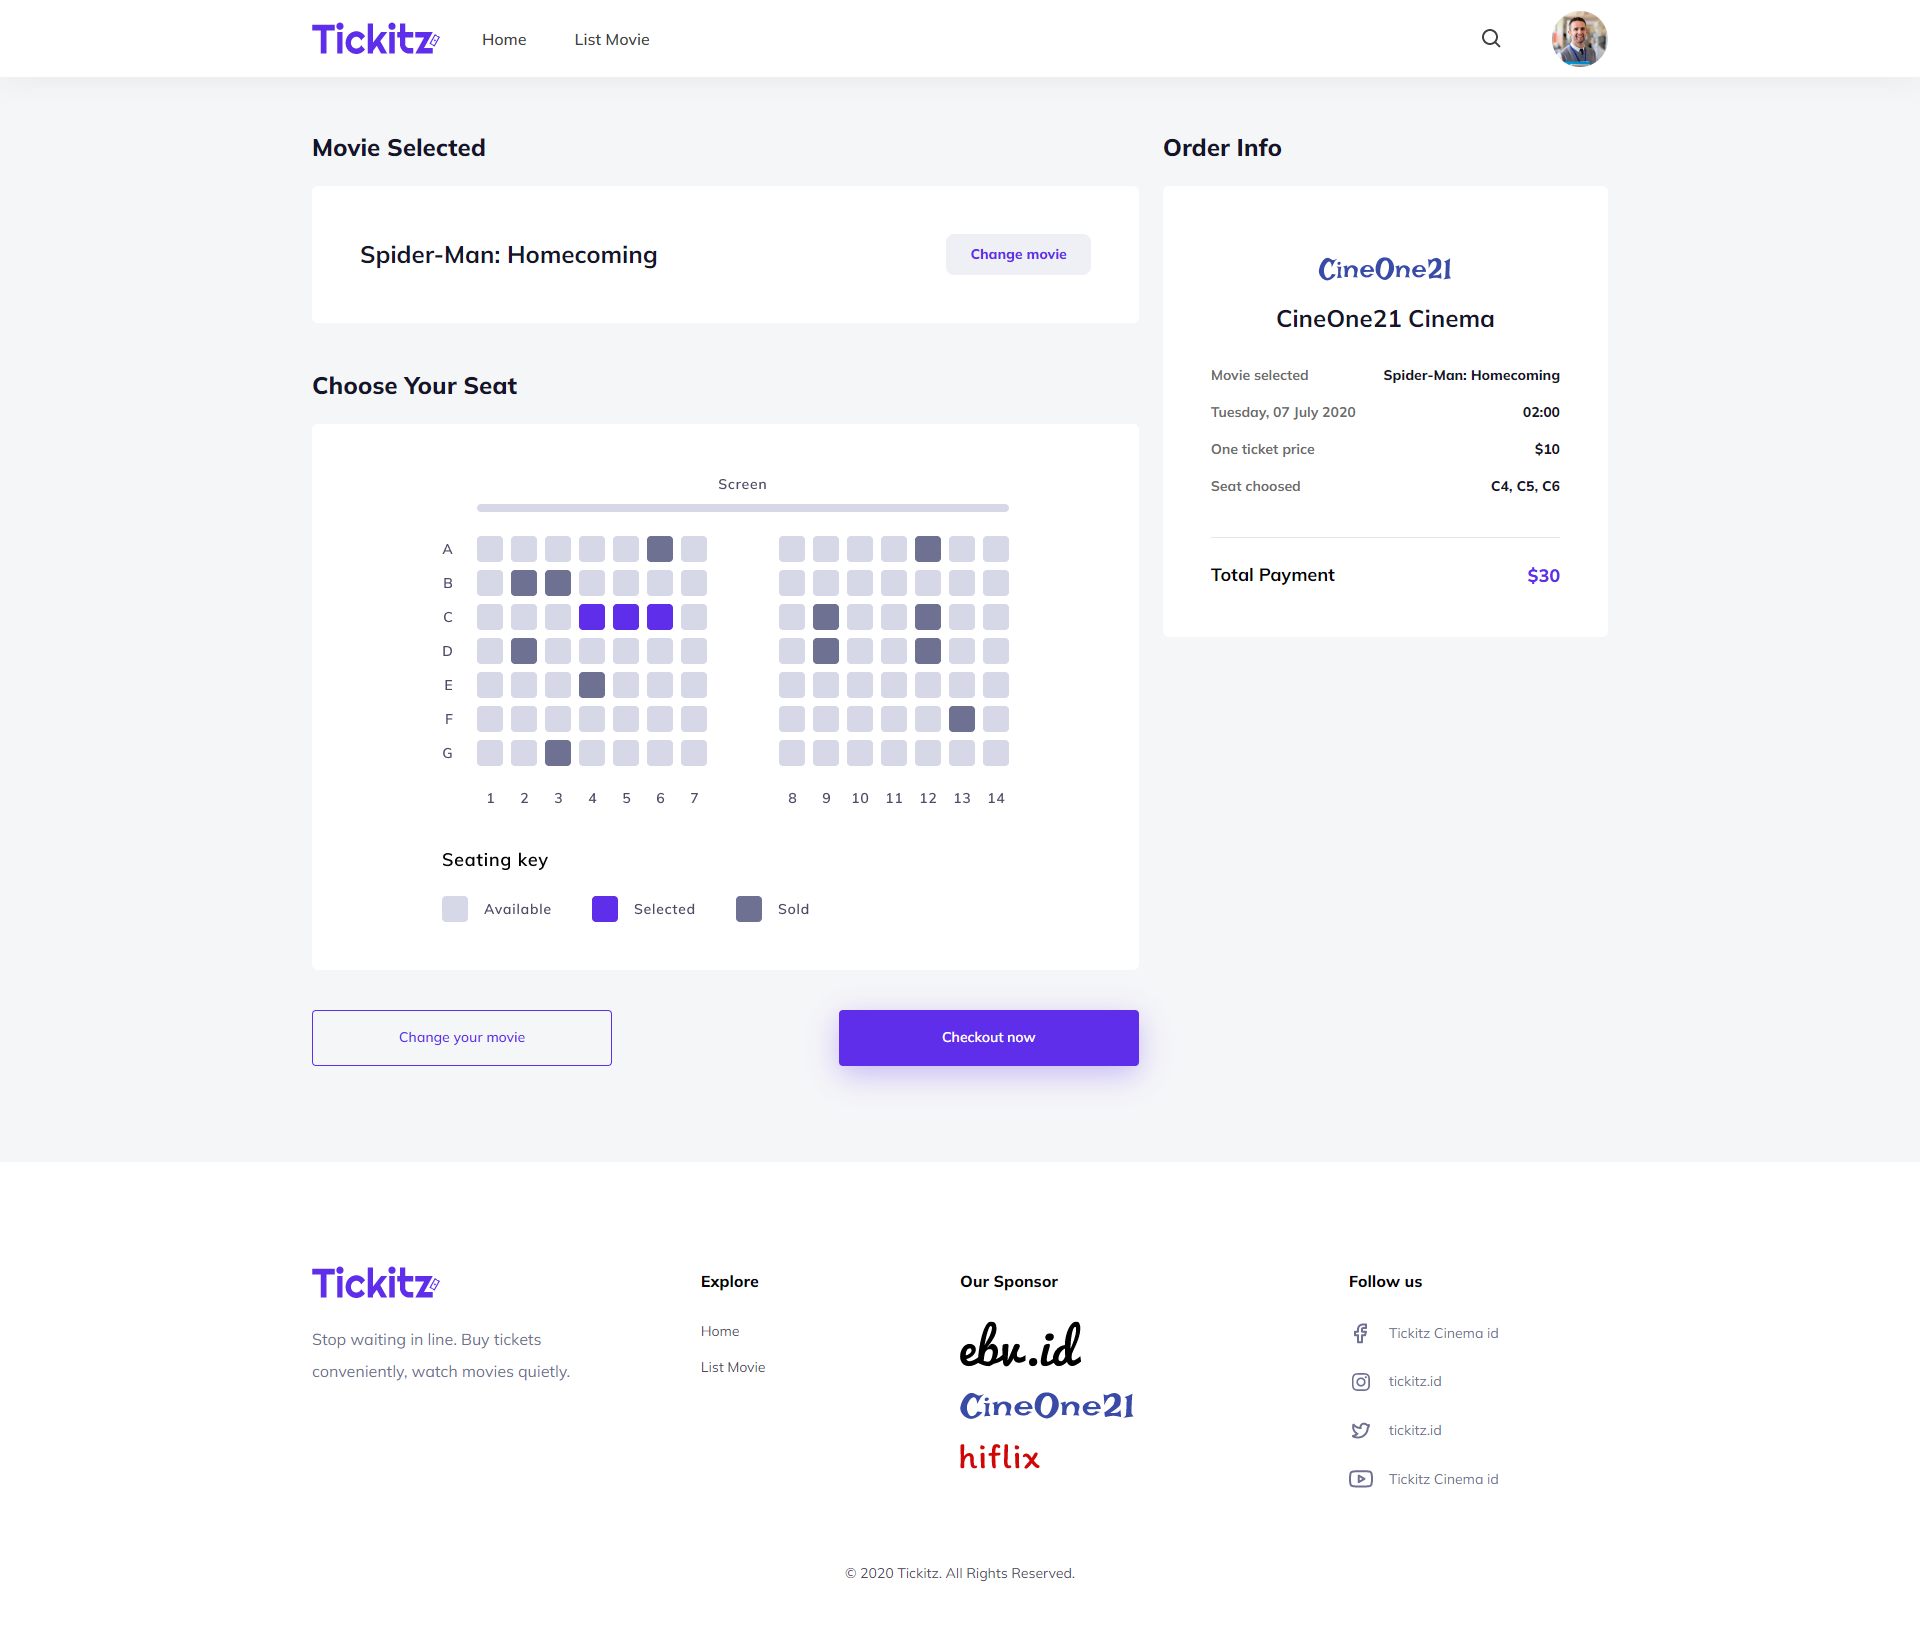 Tickitz
Home
List Movie
Movie Selected
Spider-Man: Homecoming
Change movie
Choose Your Seat
Screen
A
B
C
D
E
F
G
1 2 3 4 5 6 7 8 9 10 11 12 13 14
Seating key
Available
Selected
Sold
Change your movie
Checkout now
Order Info
CineOne21
CineOne21 Cinema
Movie selected Spider-Man: Homecoming
Tuesday, 07 July 2020 02:00
One ticket price $10
Seat choosed C4, C5, C6
Total Payment $30
Tickitz
Stop waiting in line. Buy tickets
conveniently, watch movies quietly.
Explore
Home
List Movie
Our Sponsor
ebv.id
CineOne21
hiflix
Follow us
Tickitz Cinema id
tickitz.id
tickitz.id
Tickitz Cinema id
© 2020 Tickitz. All Rights Reserved.